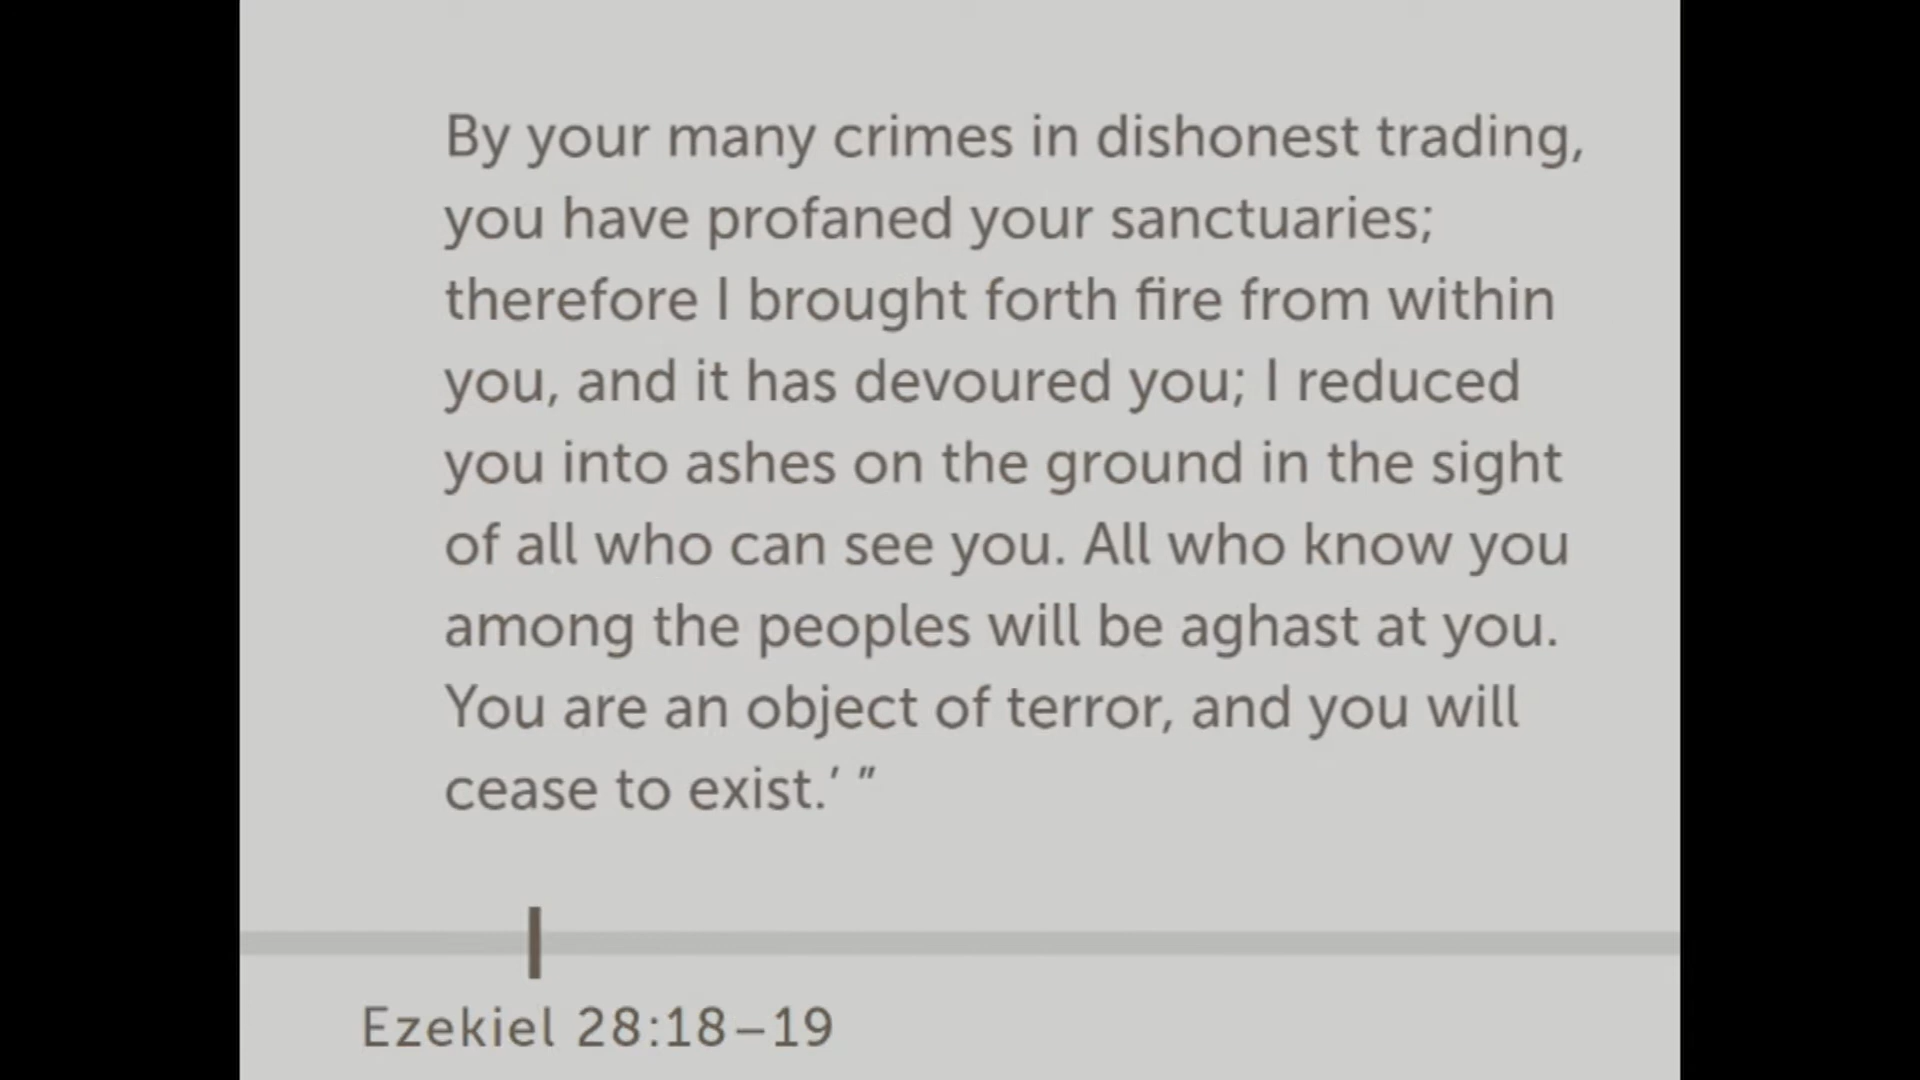 By your many crimes in dishonest trading,
you have profaned your sanctuaries;
therefore I brought forth fire from within
you, and it has devoured you; I reduced
you into ashes on the ground in the sight
of all who can see you. All who know you
among the peoples will be aghast at you.
You are an object of terror, and you will
cease to exist.’ ”
Ezekiel 28:18–19